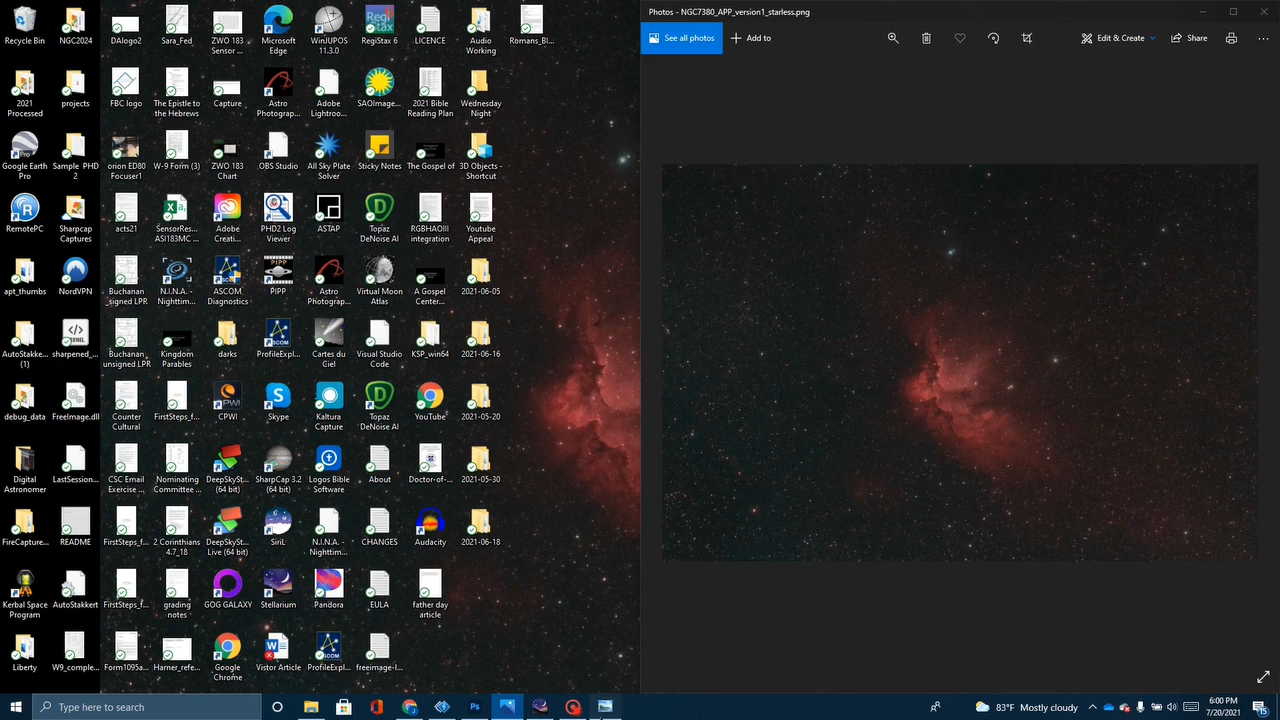 Photos - NGC7380_APP_version1_starless.png
See all photos
Add to
Edit & Create
Share
Recycle Bin
NGC2024
DAlogo2
Sara_Fed
ZWO 183
Sensor ...
Microsoft
Edge
WinJUPOS
11.3.0
RegiStax 6
LICENCE
Audio
Working
Romans_Bl...
2021
Processed
projects
FBC logo
The Epistle to
the Hebrews
Capture
Astro
Photograp...
Adobe
Lightroo...
SAOImage...
2021 Bible
Reading Plan
Wednesday
Night
Google Earth
Pro
Sample PHD
2
orion ED80
Focuser1
W-9 Form (3)
ZWO 183
Chart
OBS Studio
All Sky Plate
Solver
Sticky Notes
The Gospel of
3D Objects -
Shortcut
RemotePC
Sharpcap
Captures
acts21
SensorRes...
ASI183MC ...
Adobe
Creati...
PHD2 Log
Viewer
ASTAP
Topaz
DeNoise AI
RGBHAOIII
integration
Youtube
Appeal
apt_thumbs
NordVPN
Buchanan
signed LPR
N.I.N.A. -
Nighttim...
ASCOM
Diagnostics
PIPP
Astro
Photograp...
Virtual Moon
Atlas
A Gospel
Center...
2021-06-05
AutoStakke...
(1)
sharpened_...
Buchanan
unsigned LPR
Kingdom
Parables
darks
ProfileExpl...
Cartes du
Ciel
Visual Studio
Code
KSP_win64
2021-06-16
debug_data
FreeImage.dll
Counter
Cultural
FirstSteps_f...
CPWI
Skype
Kaltura
Capture
Topaz
DeNoise AI
YouTube
2021-05-20
Digital
Astronomer
LastSession...
CSC Email
Exercise ...
Nominating
Committee ...
DeepSkySt...
(64 bit)
SharpCap 3.2
(64 bit)
Logos Bible
Software
About
Doctor-of-...
2021-05-30
FireCapture...
README
FirstSteps_f...
2 Corinthians
4.7_18
DeepSkySt...
Live (64 bit)
SiriL
N.I.N.A. -
Nighttim...
CHANGES
Audacity
2021-06-18
Kerbal Space
Program
AutoStakkert
FirstSteps_f...
grading
notes
GOG GALAXY
Stellarium
Pandora
EULA
father day
article
Liberty
W9_comple...
Form1095a...
Harner_refe...
Google
Chrome
Vistor Article
ProfileExpl...
freeimage-l...
Type here to search
83°F Mostly cloudy
6:00 PM
7/20/2021